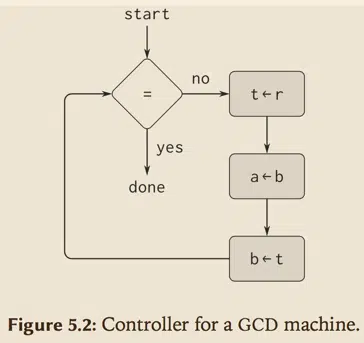 start
=
no
t←r
yes
a←b
done
b←t
Figure 5.2: Controller for a GCD machine.